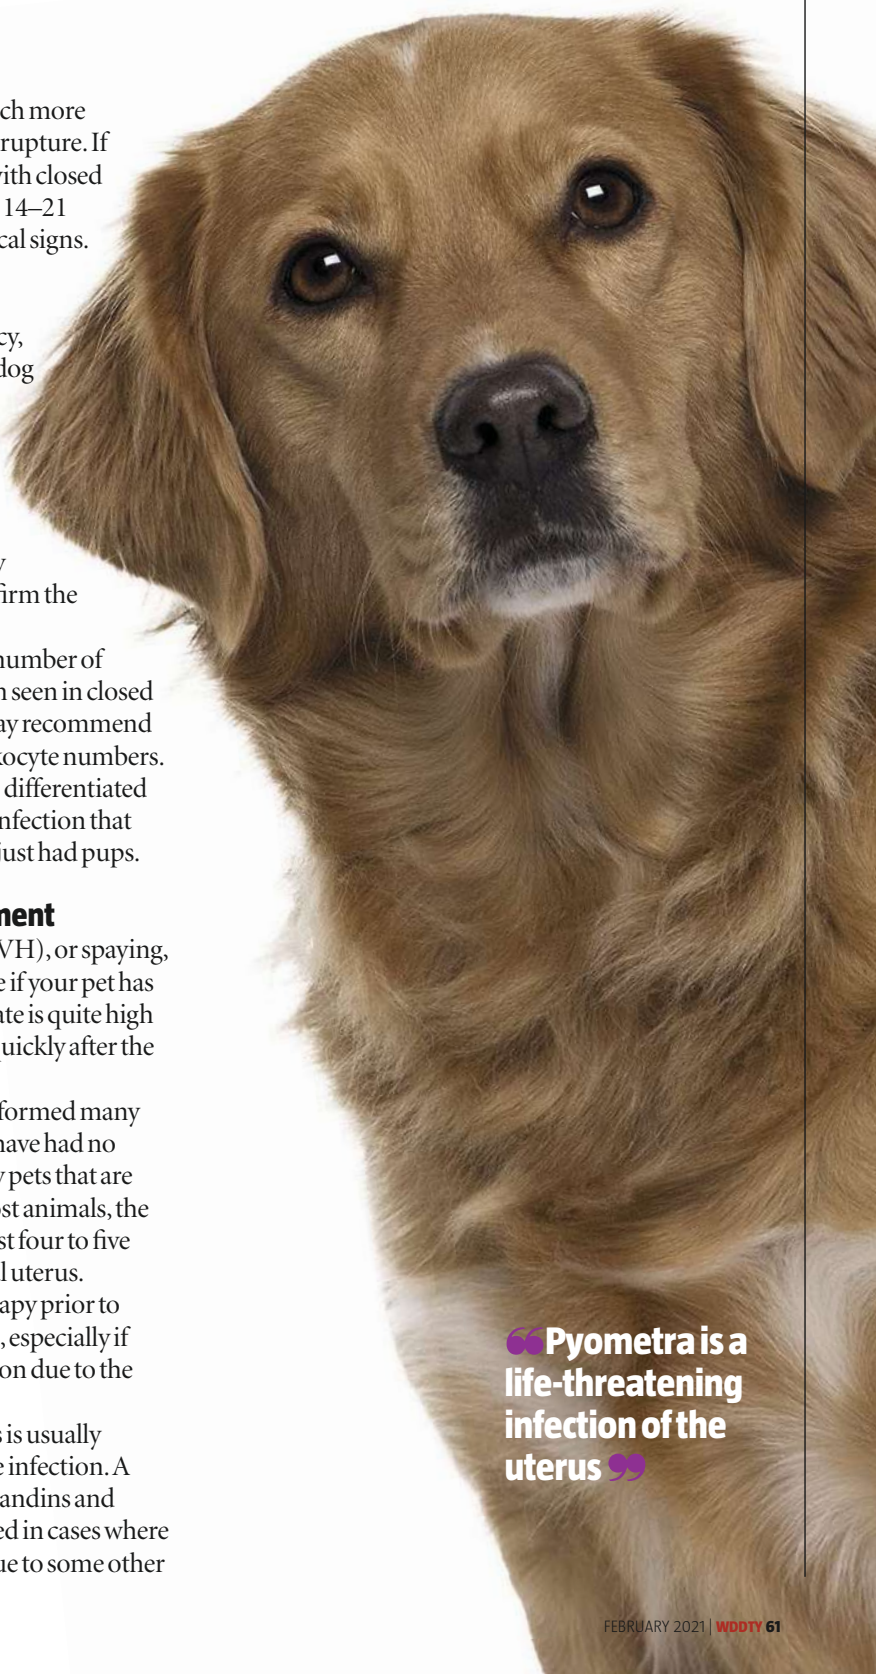 ch more
rupture. If
ith closed
14–21
cal signs.
cy,
dog
firm the
number of
n seen in closed
ay recommend
kocyte numbers.
differentiated
nfection that
just had pups.
ment
VH), or spaying,
e if your pet has
ate is quite high
uickly after the
formed many
have had no
y pets that are
st animals, the
st four to five
l uterus.
apy prior to
, especially if
on due to the
s is usually
e infection. A
andins and
ed in cases where
ue to some other
“Pyometra is a
life-threatening
infection of the
uterus”
FEBRUARY 2021 | WDDTY 61